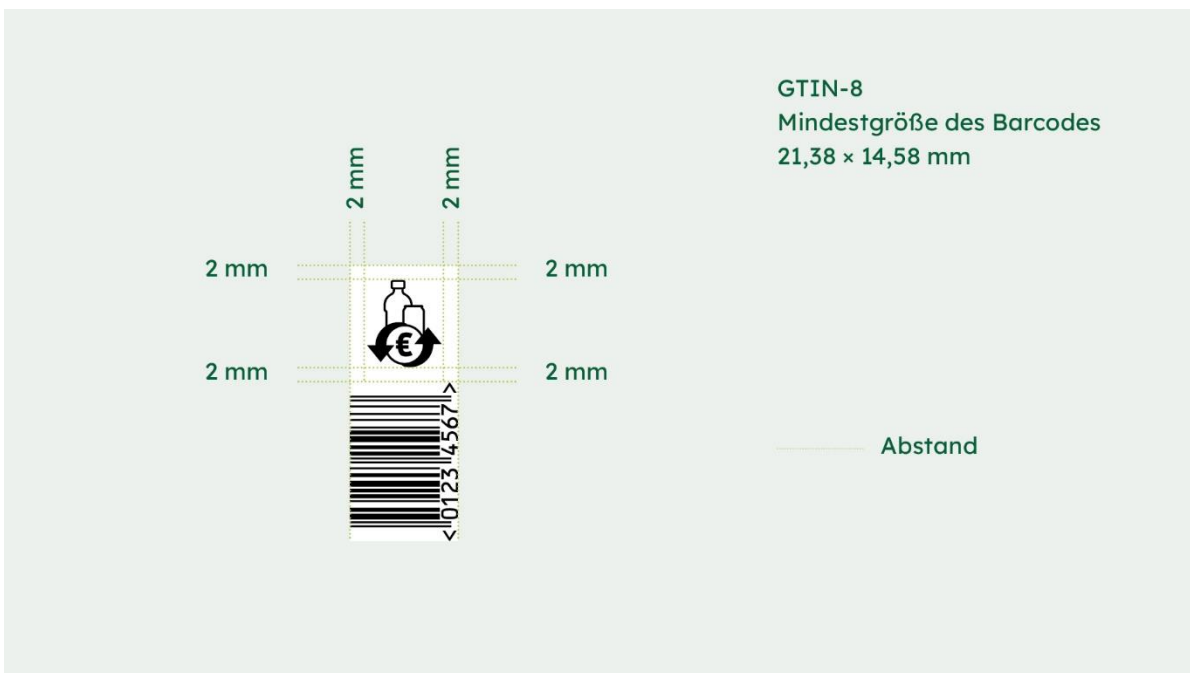 GTIN-8
Mindestgröße des Barcodes
21,38 × 14,58 mm
2 mm
2 mm
2 mm
2 mm
€
2 mm
2 mm
<0123 4567>
Abstand